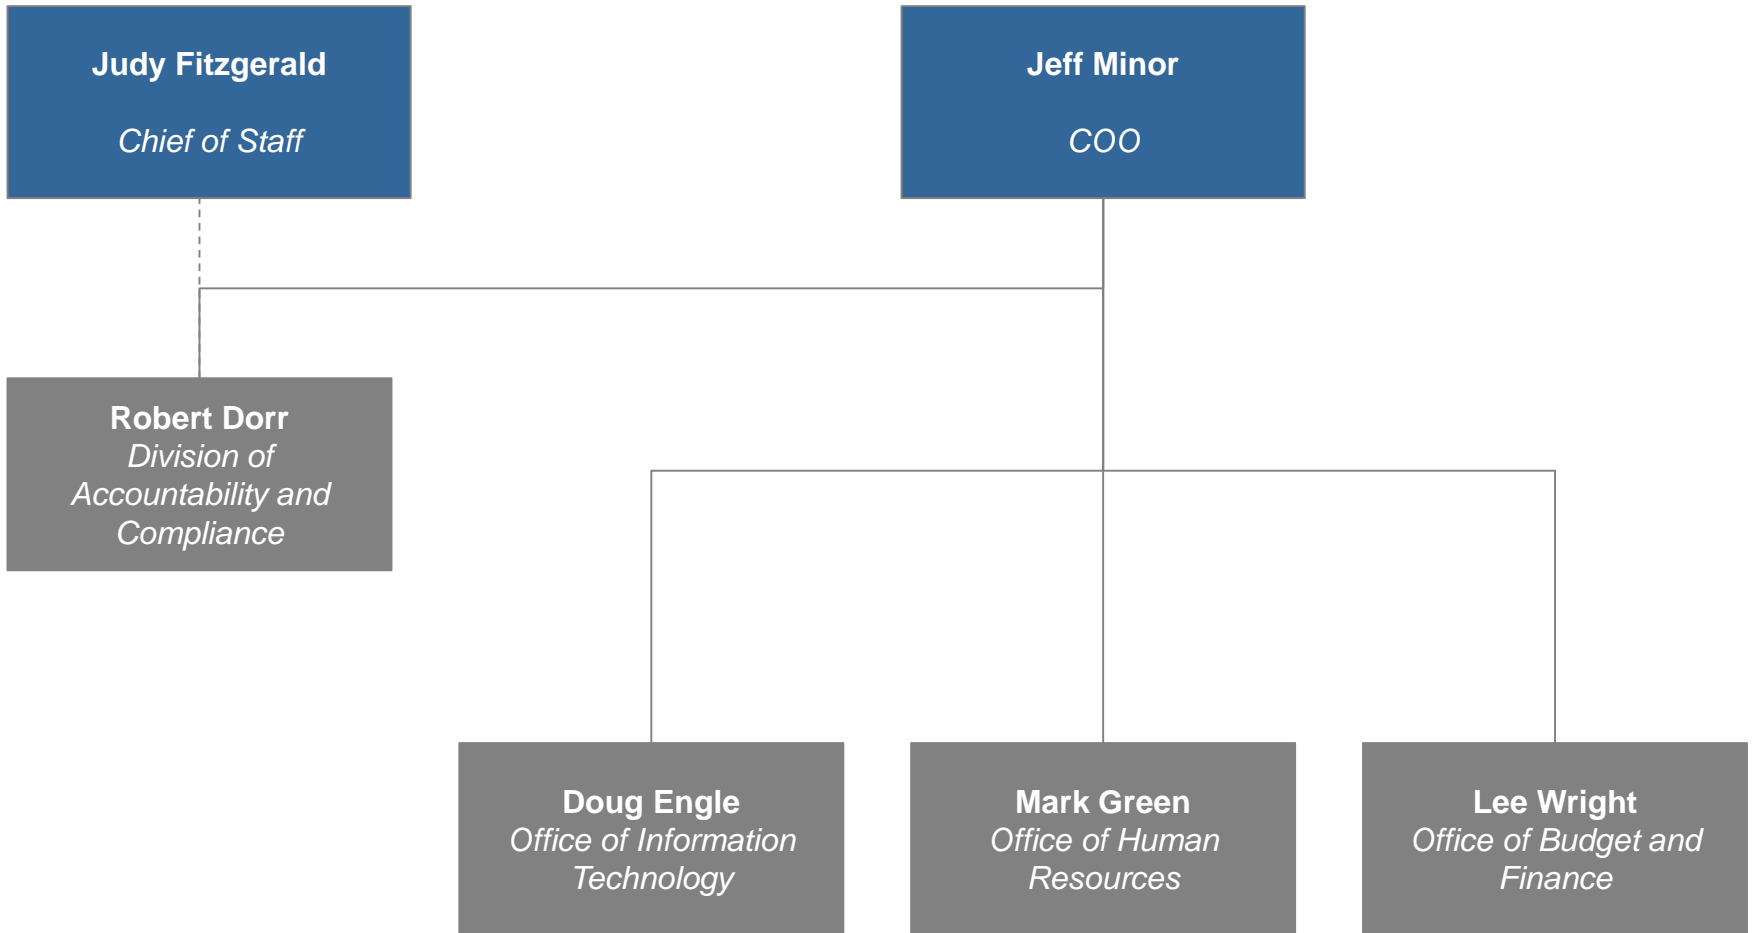 Judy Fitzgerald
Chief of Staff
Jeff Minor
COO
Robert Dorr
Division of
Accountability and
Compliance
Doug Engle
Office of Information
Technology
Mark Green
Office of Human
Resources
Lee Wright
Office of Budget and
Finance